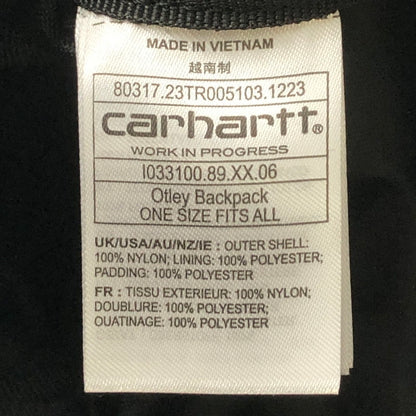 MADE IN VIETNAM
越南制
80317.23TR005103.1223
carhartt®
WORK IN PROGRESS
I033100.89.XX.06
Otley Backpack
ONE SIZE FITS ALL
UK/USA/AU/NZ/IE : OUTER SHELL:
100% NYLON; LINING: 100% POLYESTER;
PADDING: 100% POLYESTER
FR : TISSU EXTERIEUR: 100% NYLON;
DOUBLURE: 100% POLYESTER;
OUATINAGE: 100% POLYESTER